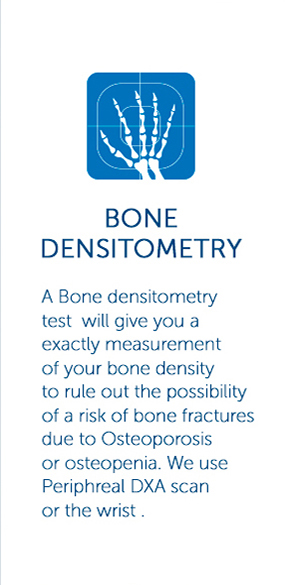 BONE
DENSITOMETRY
A Bone densitometry
test  will give you a
exactly measurement
of your bone density
to rule out the possibility
of a risk of bone fractures
due to Osteoporosis
or osteopenia. We use
Periphreal DXA scan
or the wrist .